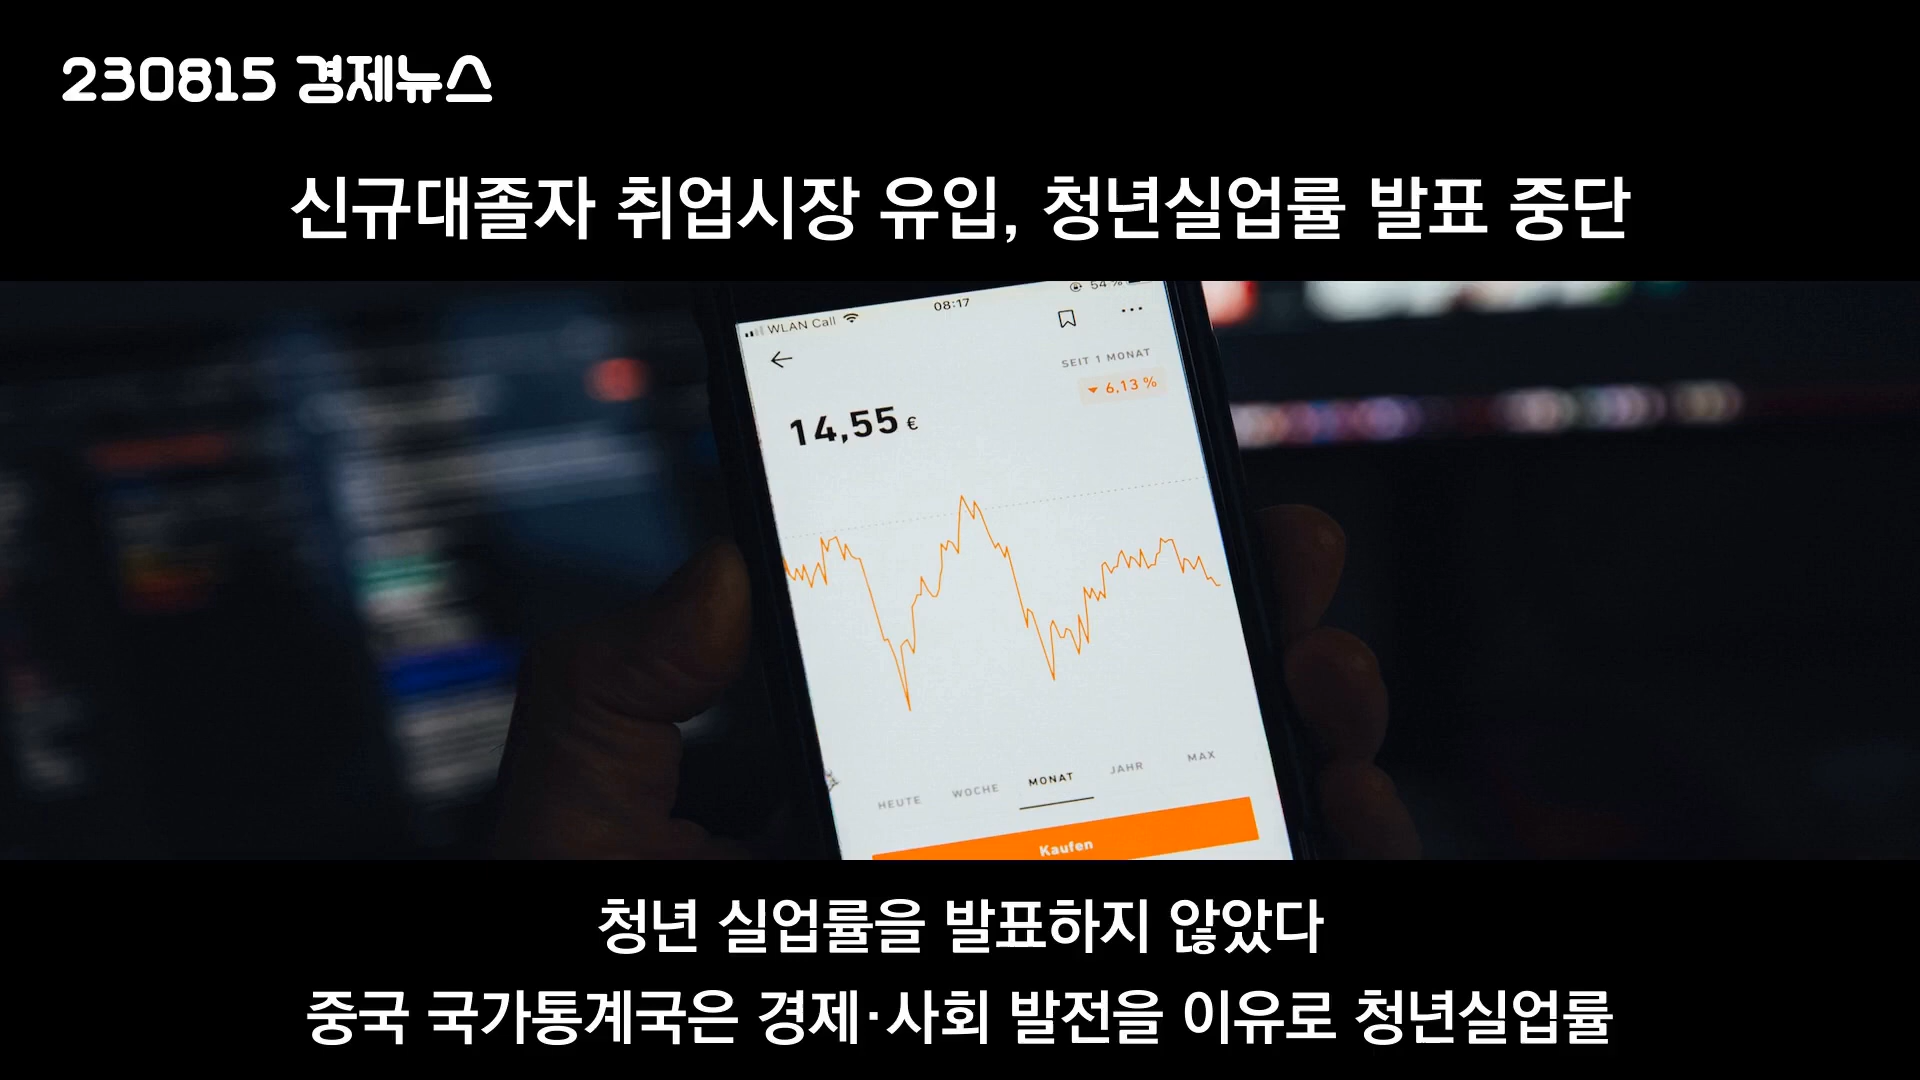 230815 경제뉴스
신규대졸자 취업시장 유입, 청년실업률 발표 중단
WLAN Call
08:17
54 %
SEIT 1 MONAT
6,13 %
14,55 €
HEUTE WOCHE MONAT JAHR MAX
Kaufen
청년 실업률을 발표하지 않았다
중국 국가통계국은 경제·사회 발전을 이유로 청년실업률